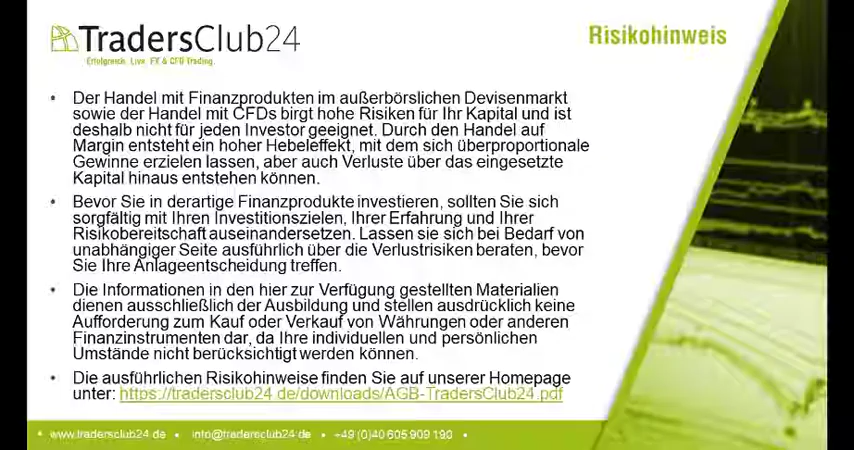 TradersClub24
Erfolgreich. Live. FX & CFD Trading.
Risikohinweis
• Der Handel mit Finanzprodukten im außerbörslichen Devisenmarkt
sowie der Handel mit CFDs birgt hohe Risiken für Ihr Kapital und ist
deshalb nicht für jeden Investor geeignet. Durch den Handel auf
Margin entsteht ein hoher Hebeleffekt, mit dem sich überproportionale
Gewinne erzielen lassen, aber auch Verluste über das eingesetzte
Kapital hinaus entstehen können.
• Bevor Sie in derartige Finanzprodukte investieren, sollten Sie sich
sorgfältig mit Ihren Investitionszielen, Ihrer Erfahrung und Ihrer
Risikobereitschaft auseinandersetzen. Lassen sie sich bei Bedarf von
unabhängiger Seite ausführlich über die Verlustrisiken beraten, bevor
Sie Ihre Anlageentscheidung treffen.
• Die Informationen in den hier zur Verfügung gestellten Materialien
dienen ausschließlich der Ausbildung und stellen ausdrücklich keine
Aufforderung zum Kauf oder Verkauf von Währungen oder anderen
Finanzinstrumenten dar, da Ihre individuellen und persönlichen
Umstände nicht berücksichtigt werden können.
• Die ausführlichen Risikohinweise finden Sie auf unserer Homepage
unter: https://tradersclub24.de/downloads/AGB-TradersClub24.pdf
• www.tradersclub24.de • info@tradersclub24.de • +49 (0)40 605 909 190 •